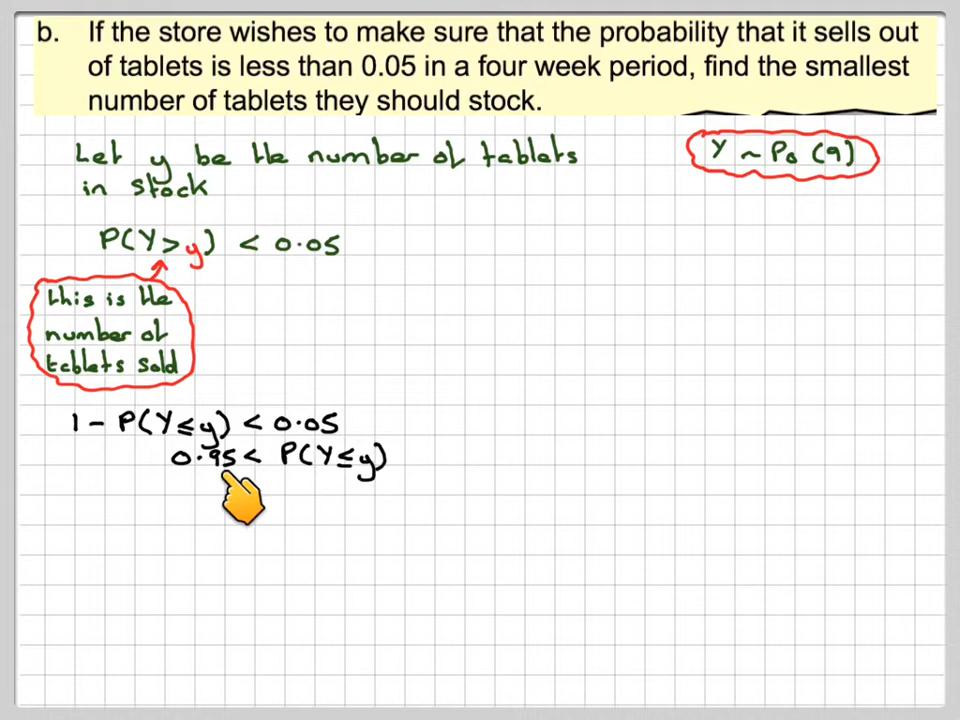 b. If the store wishes to make sure that the probability that it sells out
of tablets is less than 0.05 in a four week period, find the smallest
number of tablets they should stock.
Let y be the number of tablets
in stock
Y ~ Po (9)
P(Y > y) < 0.05
this is the
number of
tablets sold
1 - P(Y ≤ y) < 0.05
0.95 < P(Y ≤ y)